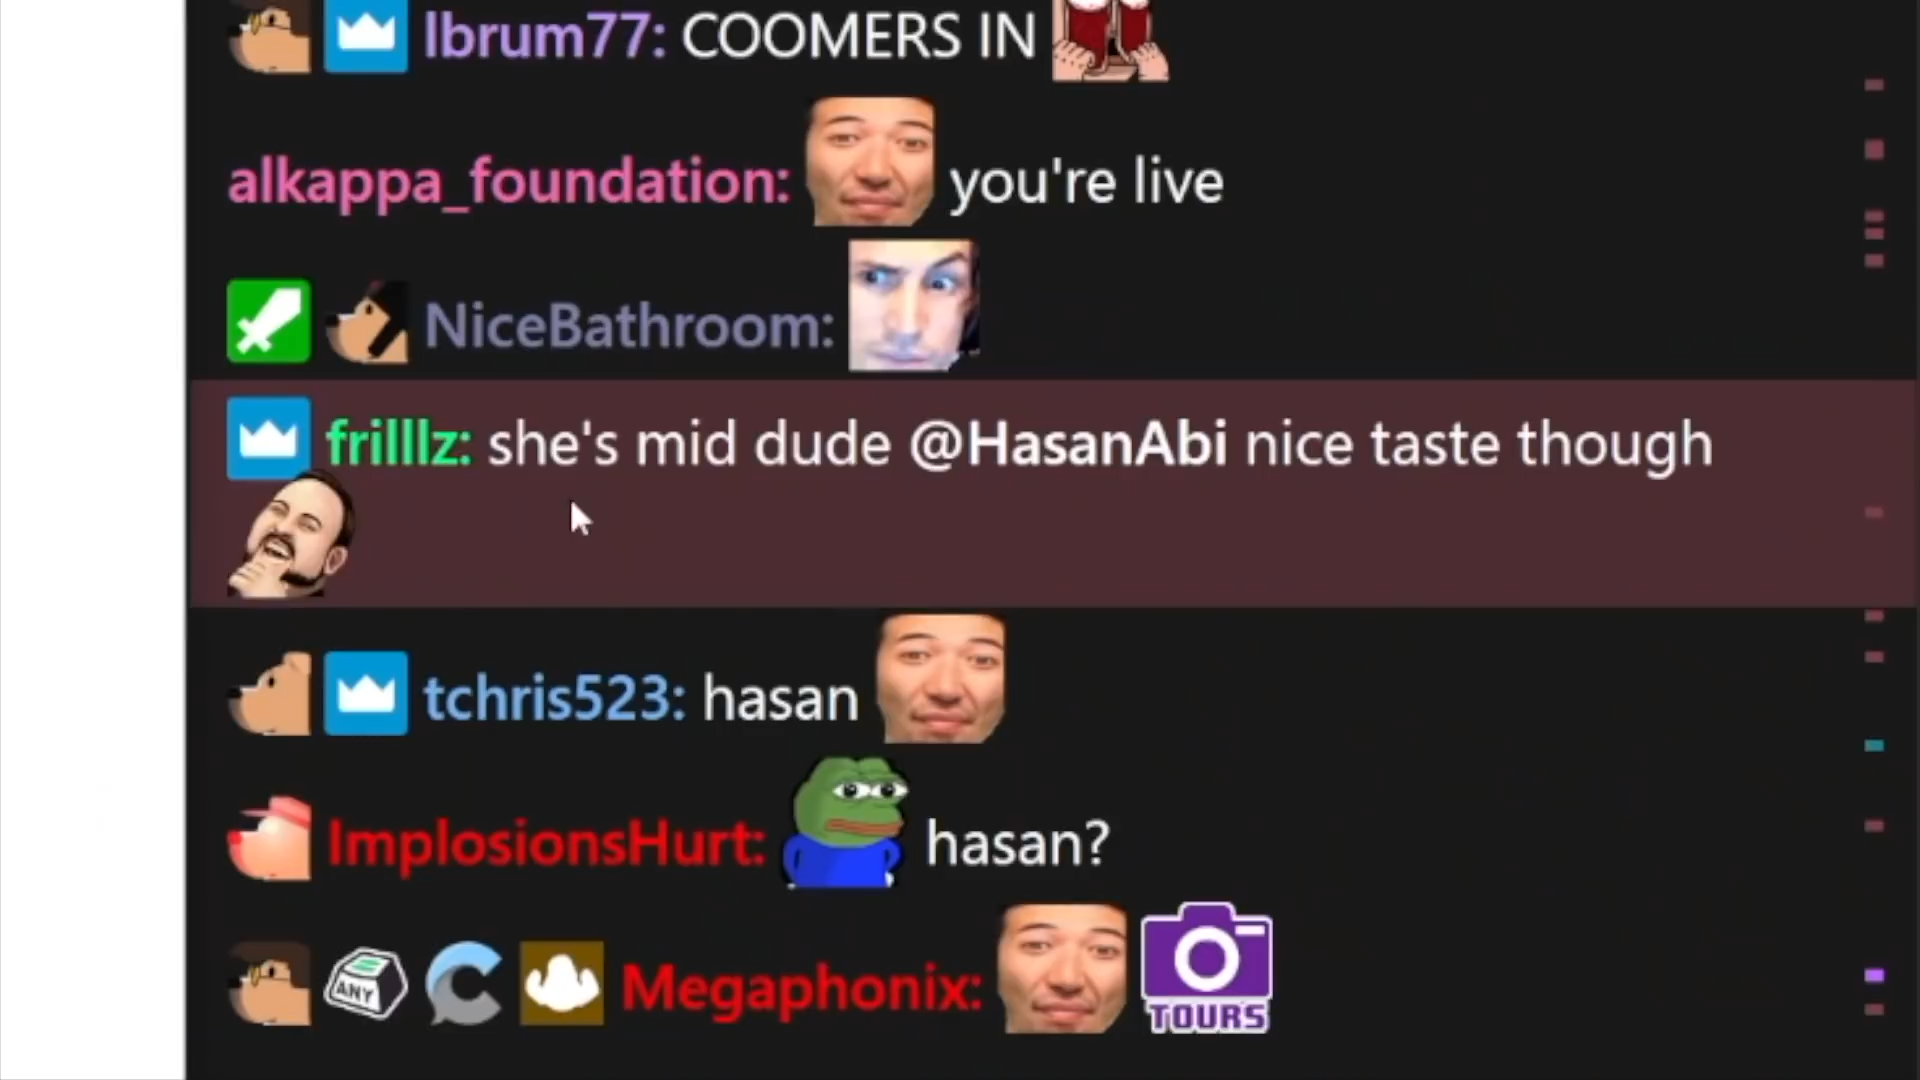 lbrum77: COOMERS IN
alkappa_foundation: you're live
NiceBathroom:
frilllz: she's mid dude @HasanAbi nice taste though
tchris523: hasan
ImplosionsHurt: hasan?
ANY Megaphonix: TOURS